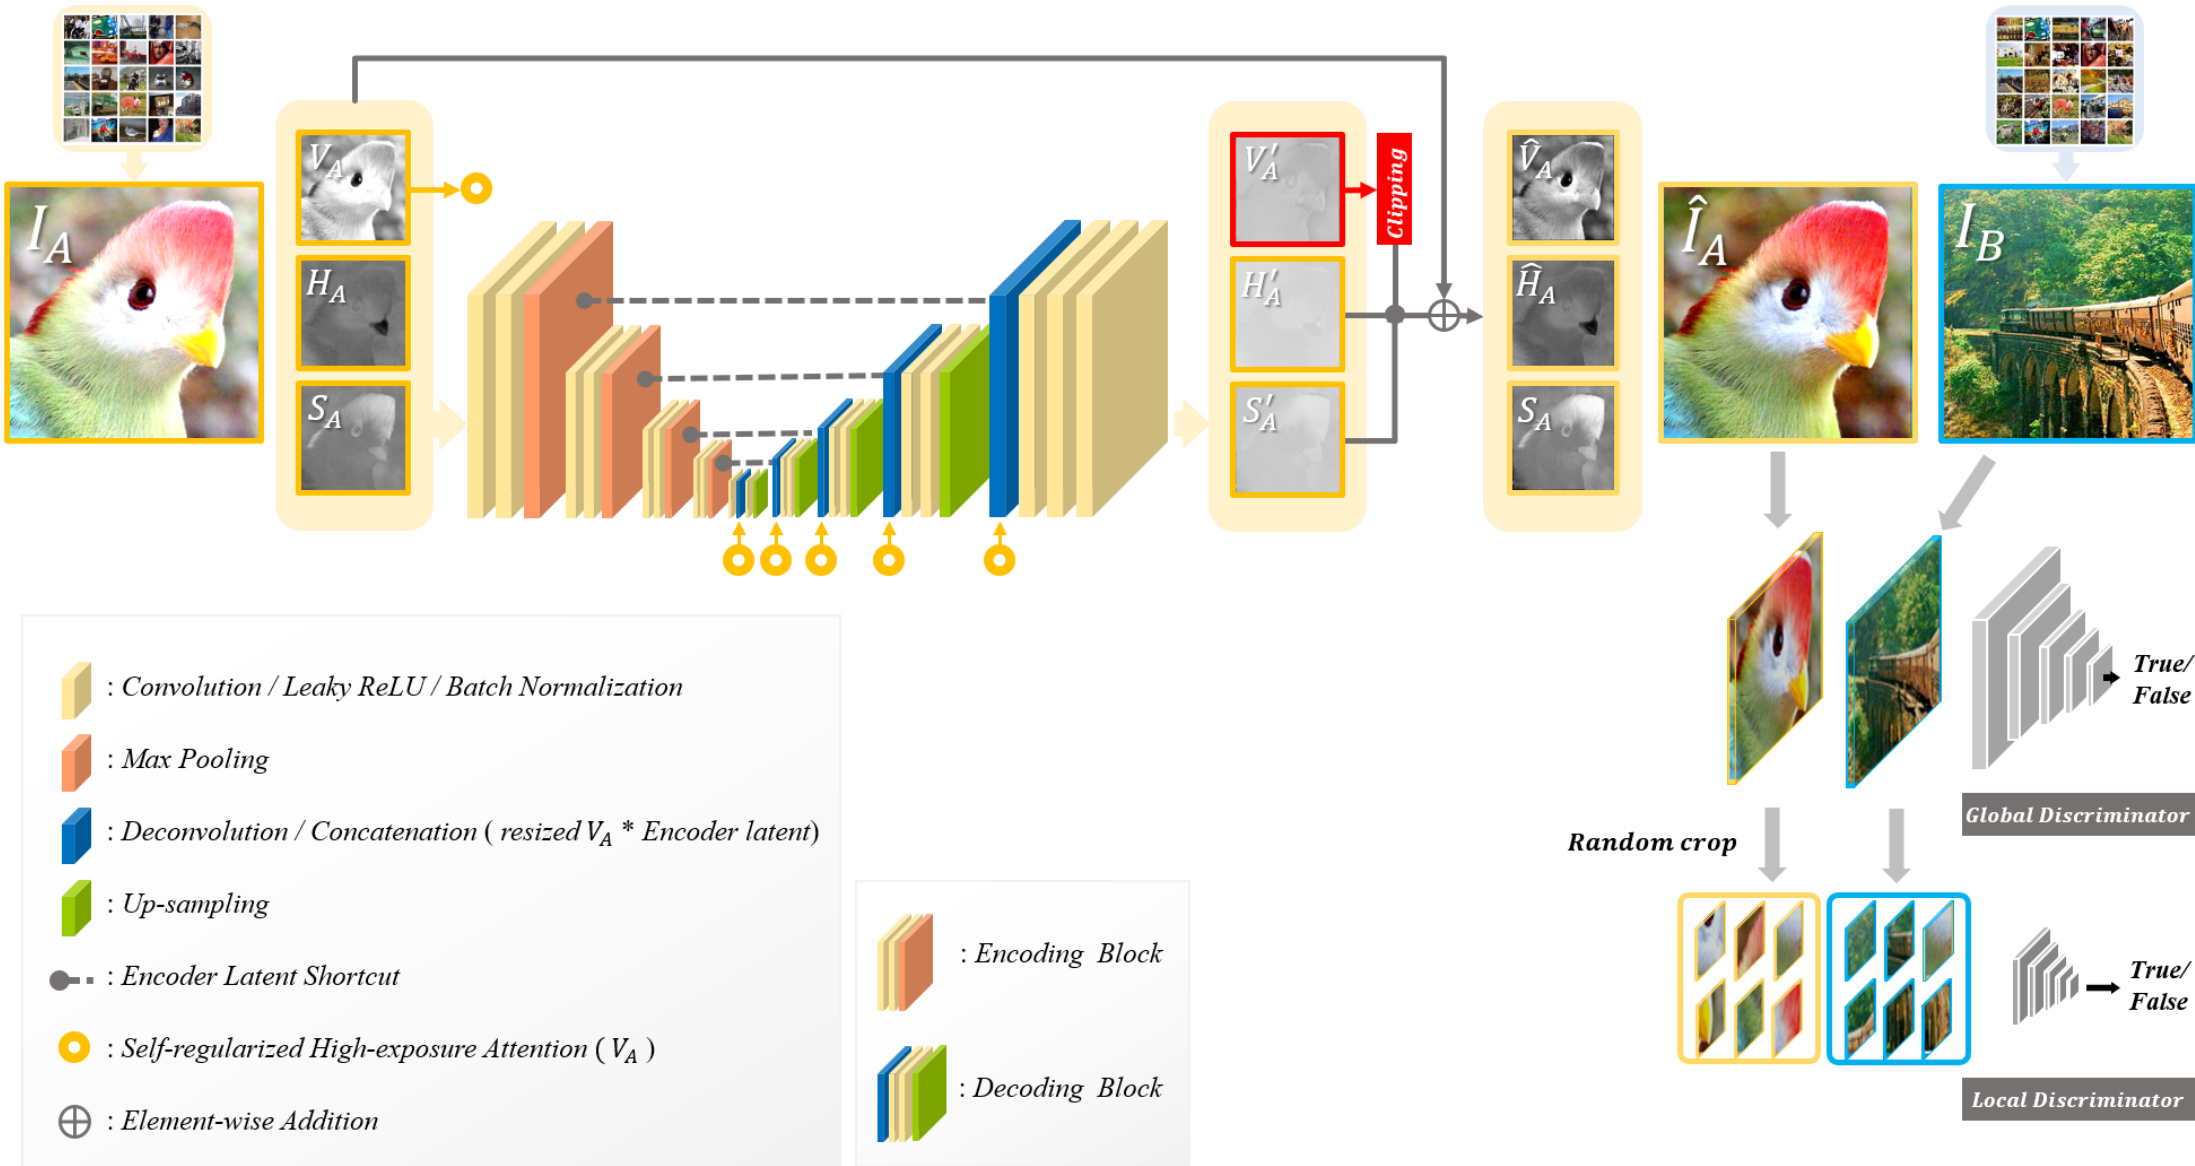 I_A
V_A
H_A
S_A
V'_A
H'_A
S'_A
Clipping
V̂_A
Ĥ_A
S_A
Î_A
I_B
True/
False
Global Discriminator
Random crop
True/
False
Local Discriminator
: Convolution / Leaky ReLU / Batch Normalization
: Max Pooling
: Deconvolution / Concatenation ( resized V_A * Encoder latent)
: Up-sampling
: Encoder Latent Shortcut
: Self-regularized High-exposure Attention ( V_A )
: Element-wise Addition
: Encoding Block
: Decoding Block